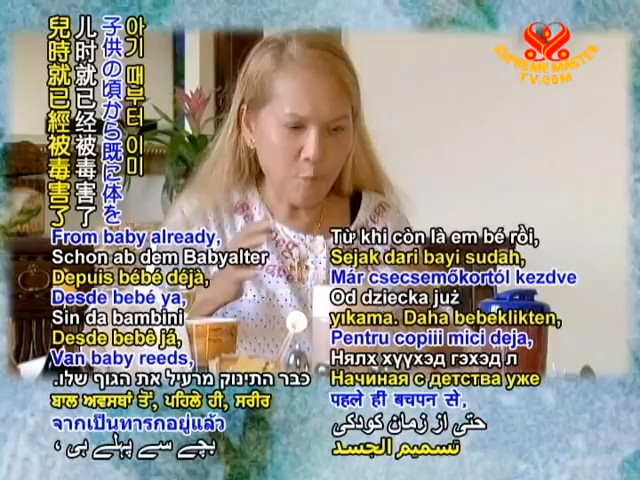 아기 때부터 이미
子供の頃から既に体を
儿时就已经被毒害了
兒時就已經被毒害了
SUPREME MASTER
TV.COM
From baby already,
Schon ab dem Babyalter
Depuis bébé déjà,
Desde bebé ya,
Sin da bambini
Desde bebê já,
Van baby reeds,
כבר התינוק מרעיל את הגוף שלו.
ਬਾਲ ਅਵਸਥਾਂ ਤੋਂ, ਪਹਿਲੇ ਹੀ, ਸਰੀਰ
จากเป็นทารกอยู่แล้ว
بچے سے پہلے ہی ،
Từ khi còn là em bé rồi,
Sejak dari bayi sudah,
Már csecsemőkortól kezdve
Od dziecka już
yıkama. Daha bebeklikten,
Pentru copiii mici deja,
Нялх хүүхэд гэхэд л
Начиная с детства уже
पहले ही बचपन से,
حتی از زمان کودکی
تسميم الجسد